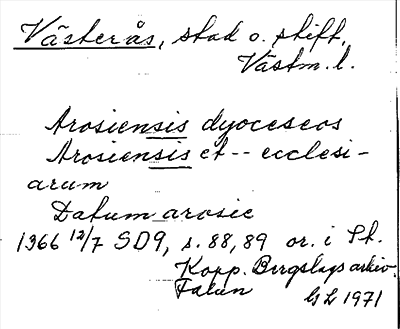 Västerås, stad o. stift,
Västm. l.
Arosiensis dyoceseos
Arosiensis et -- ecclesi-
arum
Datum arosie
1366 12/7 SD9, s. 88, 89 or. i St.
Kopp. Bergslags arkiv.
Falun
GL 1971